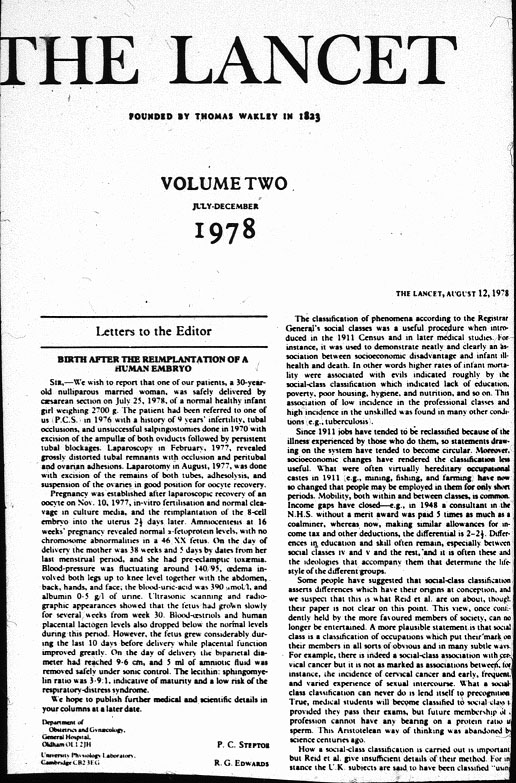 THE LANCET
FOUNDED BY THOMAS WAKLEY IN 1823
VOLUME TWO
JULY-DECEMBER
1978
THE LANCET, AUGUST 12, 1978
Letters to the Editor
BIRTH AFTER THE REIMPLANTATION OF A
HUMAN EMBRYO
SIR,—We wish to report that one of our patients, a 30-year-
old nulliparous married woman, was safely delivered by
cæsarean section on July 25, 1978, of a normal healthy infant
girl weighing 2700 g. The patient had been referred to one of
us (P.C.S.) in 1976 with a history of 9 years' infertility, tubal
occlusions, and unsuccessful salpingostomies done in 1970 with
excision of the ampullæ of both oviducts followed by persistent
tubal blockages. Laparoscopy in February, 1977, revealed
grossly distorted tubal remnants with occlusion and peritubal
and ovarian adhesions. Laparotomy in August, 1977, was done
with excision of the remains of both tubes, adhesolysis, and
suspension of the ovaries in good position for oocyte recovery.
Pregnancy was established after laparoscopic recovery of an
oocyte on Nov. 10, 1977, in-vitro fertilisation and normal clea-
vage in culture media, and the reimplantation of the 8-cell
embryo into the uterus 2½ days later. Amniocentesis at 16
weeks' pregnancy revealed normal α-fetoprotein levels, with no
chromosome abnormalities in a 46 XX fetus. On the day of
delivery the mother was 38 weeks and 5 days by dates from her
last menstrual period, and she had pre-eclamptic toxæmia.
Blood-pressure was fluctuating around 140/95, œdema in-
volved both legs up to knee level together with the abdomen,
back, hands, and face; the blood-uric-acid was 390 μmol/l, and
albumin 0·5 g/l of urine. Ultrasonic scanning and radio-
graphic appearances showed that the fetus had grown slowly
for several weeks from week 30. Blood-œstriols and human
placental lactogen levels also dropped below the normal levels
during this period. However, the fetus grew considerably dur-
ing the last 10 days before delivery while placental function
improved greatly. On the day of delivery the biparietal dia-
meter had reached 9·6 cm, and 5 ml of amniotic fluid was
removed safely under sonic control. The lecithin: sphingomye-
lin ratio was 3·9:1, indicative of maturity and a low risk of the
respiratory-distress syndrome.
We hope to publish further medical and scientific details in
your columns at a later date.
Department of
Obstetrics and Gynæcology,
General Hospital,
Oldham OL1 2JH
P. C. STEPTOE
University Physiology Laboratory,
Cambridge CB2 3EG
R. G. EDWARDS
The classification of phenomena according to the Registrar
General's social classes was a useful procedure when intro-
duced in the 1911 Census and in later medical studies. For
instance, it was used to demonstrate neatly and clearly an as-
sociation between socioeconomic disadvantage and infant ill-
health and death. In other words higher rates of infant morta-
lity were associated with evils indicated roughly by the
social-class classification which indicated lack of education,
poverty, poor housing, hygiene, and nutrition, and so on. This
association of low incidence in the professional classes and
high incidence in the unskilled was found in many other condi-
tions (e.g., tuberculosis).
Since 1911 jobs have tended to be reclassified because of the
illness experienced by those who do them, so statements draw-
ing on the system have tended to become circular. Moreover,
socioeconomic changes have rendered the classification less
useful. What were often virtually hereditary occupational
castes in 1911 (e.g., mining, fishing, and farming) have now
so changed that people may be employed in them for only short
periods. Mobility, both within and between classes, is common.
Income gaps have closed—e.g., in 1948 a consultant in the
N.H.S. without a merit award was paid 5 times as much as a
coalminer, whereas now, making similar allowances for in-
come tax and other deductions, the differential is 2–2½. Differ-
ences in education and skill often remain, especially between
social classes IV and V and the rest, and it is often these and
the ideologies that accompany them that determine the life-
style of the different groups.
Some people have suggested that social-class classification
asserts differences which have their origins at conception, and
we suspect that this is what Reid et al. are on about, though
their paper is not clear on this point. This view, once confi-
dently held by the more favoured members of society, can no
longer be entertained. A more plausible statement is that social
class is a classification of occupations which put their mark on
their members in all sorts of obvious and in many subtle ways.
For example, there is indeed a social-class association with cer-
vical cancer but it is not as marked as associations between, for
instance, the incidence of cervical cancer and early, frequent,
and varied experience of sexual intercourse. What a social-
class classification can never do is lend itself to precognition.
True, medical students will become classified to social class I
provided they pass their exams, but future membership of a
profession cannot have any bearing on a protein ratio in
sperm. This Aristotelean way of thinking was abandoned by
science centuries ago.
How a social-class classification is carried out is important
but Reid et al. give insufficient details of their method. For in-
stance the U.K. subjects are said to have been classified